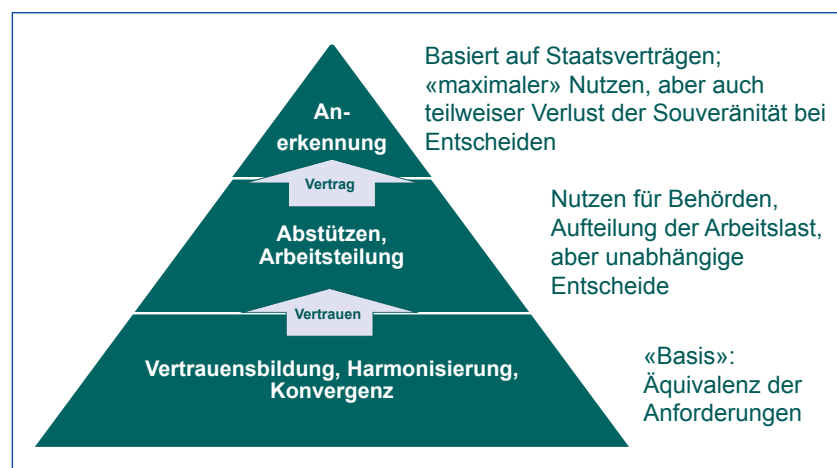 Basiert auf Staatsverträgen;
«maximaler» Nutzen, aber auch
teilweiser Verlust der Souveränität bei
Entscheiden
An-
erkennung
Vertrag
Nutzen für Behörden,
Aufteilung der Arbeitslast,
aber unabhängige
Entscheide
Abstützen,
Arbeitsteilung
Vertrauen
Vertrauensbildung, Harmonisierung,
Konvergenz
«Basis»:
Äquivalenz der
Anforderungen